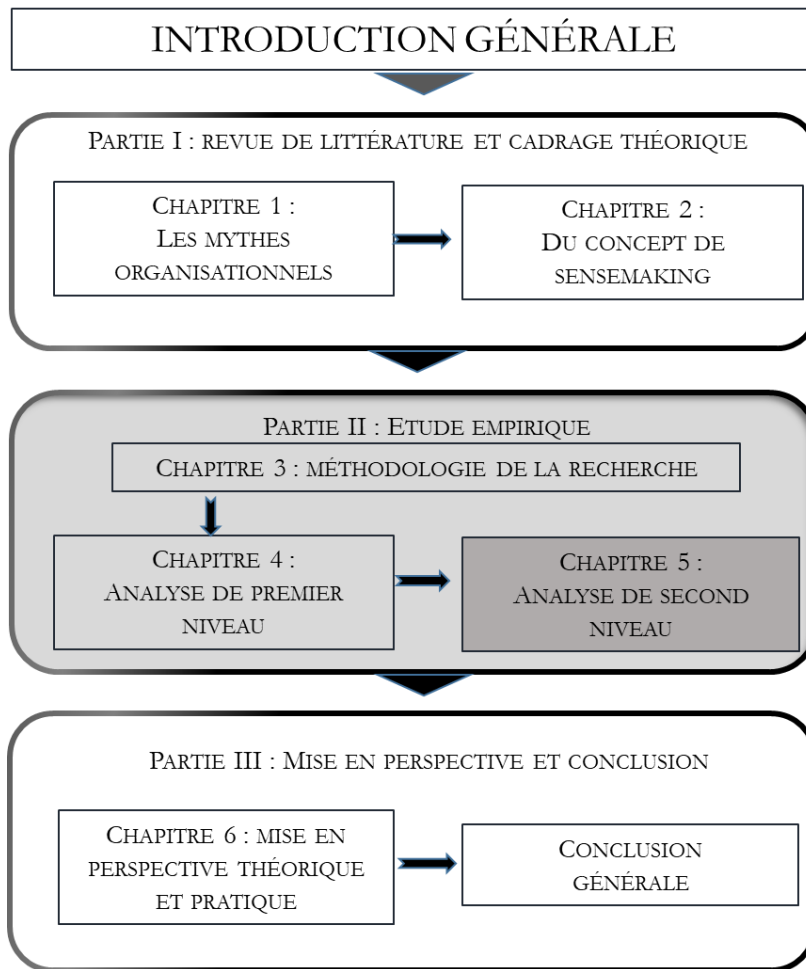 INTRODUCTION GÉNÉRALE
PARTIE I : REVUE DE LITTÉRATURE ET CADRAGE THÉORIQUE
CHAPITRE 1 :
LES MYTHES
ORGANISATIONNELS
CHAPITRE 2 :
DU CONCEPT DE
SENSEMAKING
PARTIE II : ETUDE EMPIRIQUE
CHAPITRE 3 : MÉTHODOLOGIE DE LA RECHERCHE
CHAPITRE 4 :
ANALYSE DE PREMIER
NIVEAU
CHAPITRE 5 :
ANALYSE DE SECOND
NIVEAU
PARTIE III : MISE EN PERSPECTIVE ET CONCLUSION
CHAPITRE 6 : MISE EN
PERSPECTIVE THÉORIQUE
ET PRATIQUE
CONCLUSION
GÉNÉRALE